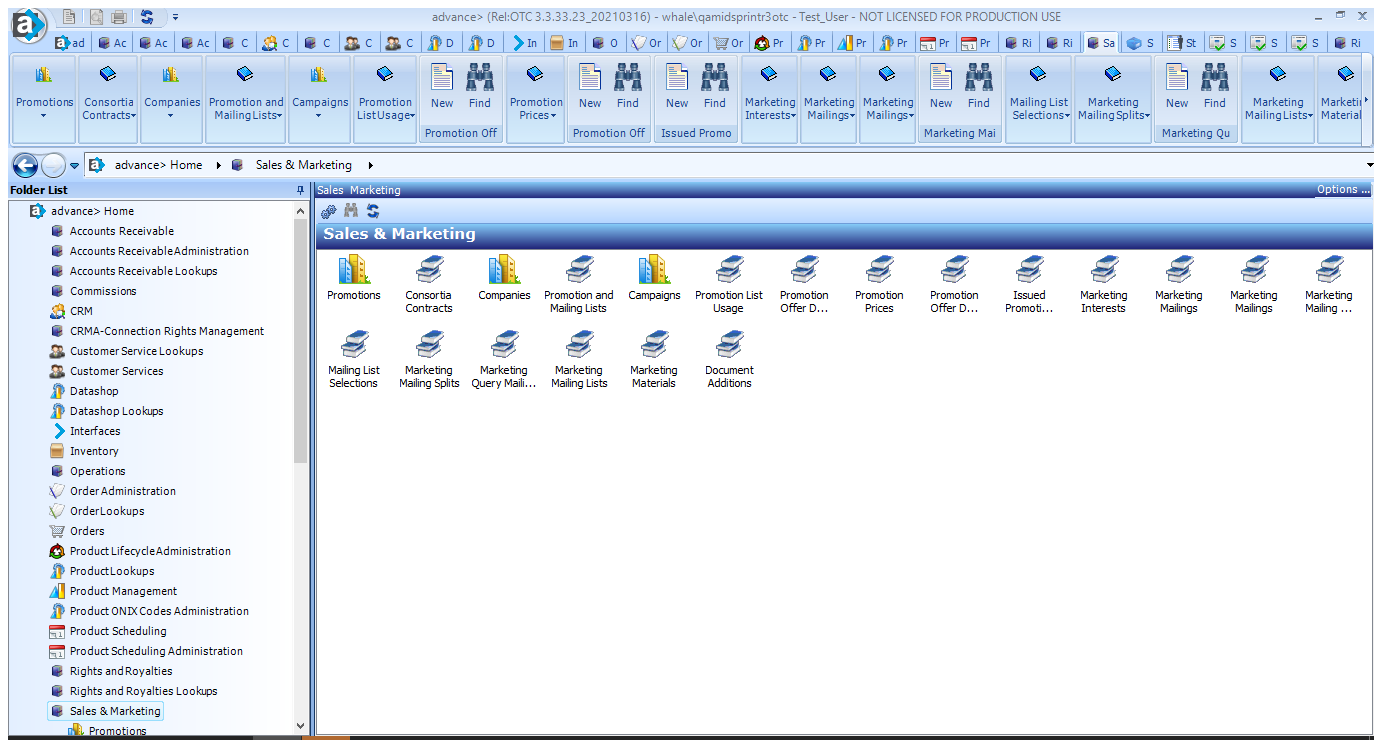 advance> (Rel:OTC 3.3.33.23_20210316) - whale\qamidsprintr3otc - Test_User - NOT LICENSED FOR PRODUCTION USE
ad Ac Ac Ac C C C C C D D In In O Or Or Or Pr Pr Pr Pr Pr Pr Ri Ri Sa S St S S S Ri
Promotions Consortia Companies Promotion and Campaigns Promotion New Find Promotion New Find New Find Marketing Marketing Marketing New Find Mailing List Marketing New Find Marketing
Contracts Mailing Lists List Usage Prices Interests Mailings Mailings Selections Mailing Splits Mailing Lists Material
Promotion Off Promotion Off Issued Promo Marketing Mai Marketing Qu
advance> Home Sales & Marketing
Folder List
Sales Marketing Options ...
advance> Home
Accounts Receivable
Accounts Receivable Administration
Accounts Receivable Lookups
Commissions
CRM
CRMA-Connection Rights Management
Customer Service Lookups
Customer Services
Datashop
Datashop Lookups
Interfaces
Inventory
Operations
Order Administration
Order Lookups
Orders
Product Lifecycle Administration
Product Lookups
Product Management
Product ONIX Codes Administration
Product Scheduling
Product Scheduling Administration
Rights and Royalties
Rights and Royalties Lookups
Sales & Marketing
Promotions
Sales & Marketing
Promotions Consortia Companies Promotion and Campaigns Promotion List Promotion Promotion Promotion Issued Marketing Marketing Marketing Marketing
Contracts Mailing Lists Usage Offer D... Prices Offer D... Promoti... Interests Mailings Mailings Mailing ...
Mailing List Marketing Marketing Marketing Marketing Document
Selections Mailing Splits Query Maili... Mailing Lists Materials Additions